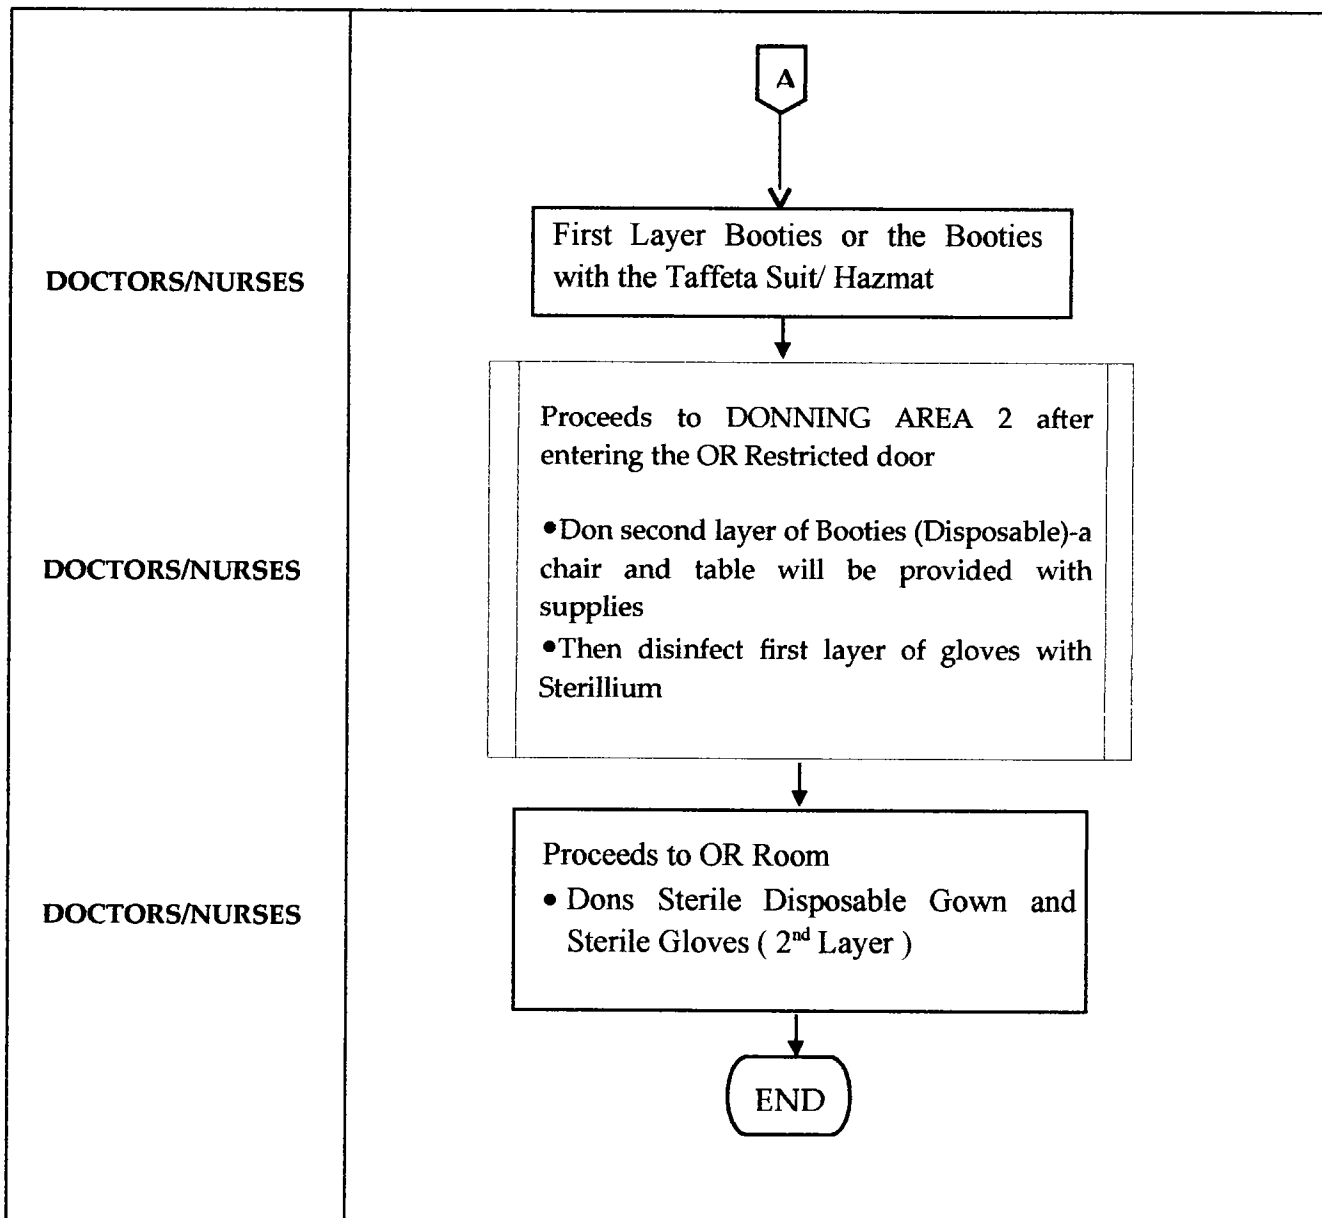 A
DOCTORS/NURSES
First Layer Booties or the Booties
with the Taffeta Suit/ Hazmat
DOCTORS/NURSES
Proceeds to DONNING AREA 2 after
entering the OR Restricted door
•Don second layer of Booties (Disposable)-a
chair and table will be provided with
supplies
•Then disinfect first layer of gloves with
Sterillium
DOCTORS/NURSES
Proceeds to OR Room
• Dons Sterile Disposable Gown and
Sterile Gloves ( 2nd Layer )
END